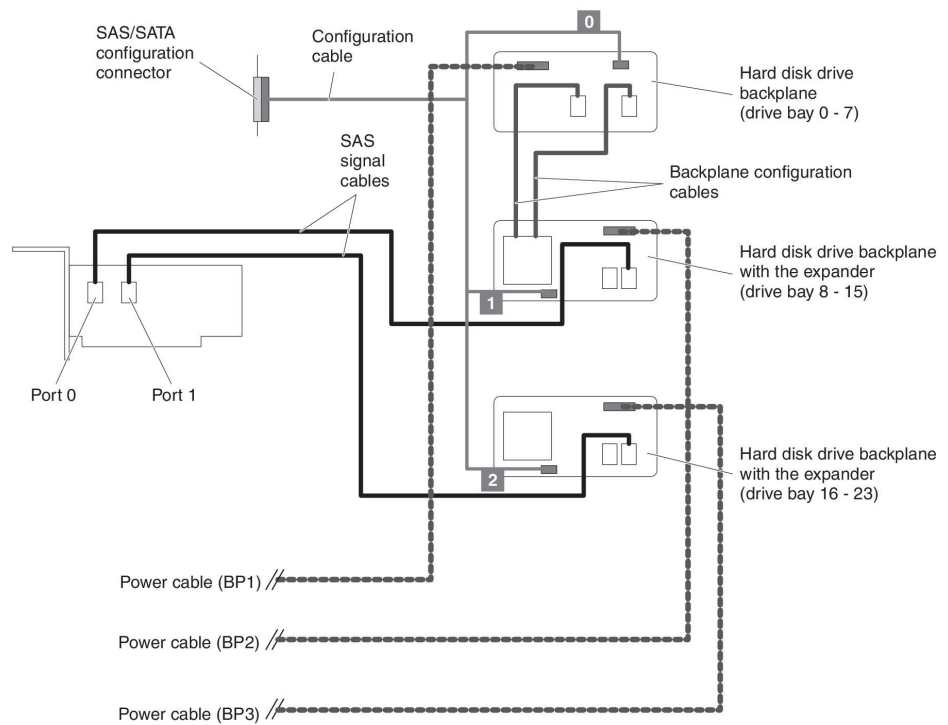 0
SAS/SATA
configuration
connector
Configuration
cable
Hard disk drive
backplane
(drive bay 0 - 7)
SAS
signal
cables
Backplane configuration
cables
Hard disk drive backplane
with the expander
(drive bay 8 - 15)
1
Port 0
Port 1
Hard disk drive backplane
with the expander
(drive bay 16 - 23)
2
Power cable (BP1)
Power cable (BP2)
Power cable (BP3)